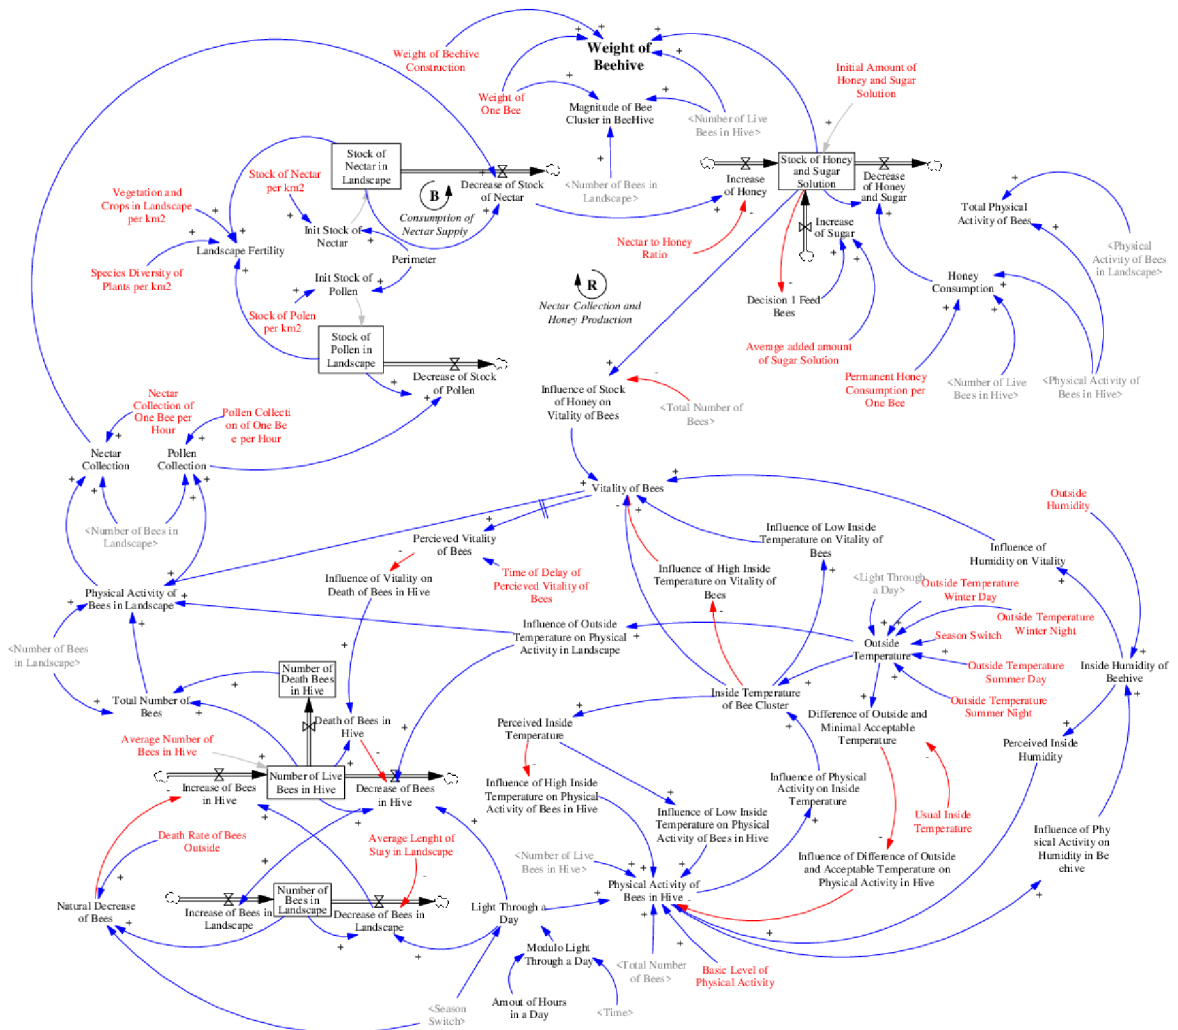 Weight of Beehive
Construction
Weight of
Beehive
Initial Amount of
Honey and Sugar
Solution
Weight of
One Bee
Magnitude of Bee
Cluster in BeeHive
<Number of Live
Bees in Hive>
Stock of
Nectar in
Landscape
Stock of Honey
and Sugar
Solution
Stock of Nectar
per km2
Vegetation and
Crops in Landscape
per km2
B
Consumption of
Nectar Supply
Decrease of Stock
of Nectar
<Number of Bees in
Landscape>
Increase
of Honey
Decrease of
Honey
and Sugar
Total Physical
Activity of Bees
Init Stock of
Nectar
Increase
of Sugar
Landscape Fertility
Perimeter
Nectar to Honey
Ratio
<Physical
Activity of Bees
in Landscape>
Species Diversity of
Plants per km2
Init Stock of
Pollen
R
Nectar Collection and
Honey Production
Decision 1 Feed
Bees
Honey
Consumption
Stock of Polen
per km2
Stock of
Pollen in
Landscape
Average added amount
of Sugar Solution
Decrease of Stock
of Pollen
Permanent Honey
Consumption per
One Bee
<Number of Live
Bees in Hive>
<Physical Activity of Bees
in Hive>
Influence of Stock
of Honey on
Vitality of Bees
<Total Number of
Bees>
Nectar
Collection of
One Bee per
Hour
Pollen Collecti
on of One Be
e per Hour
Nectar
Collection
Pollen
Collection
Vitality of Bees
Outside
Humidity
<Number of Bees in
Landscape>
Percieved Vitality
of Bees
Influence of Low Inside
Temperature on Vitality of
Bees
Influence of
Humidity on Vitality
Influence of Vitality on
Death of Bees in Hive
Time of Delay of
Percieved Vitality of
Bees
Influence of High Inside
Temperature on Vitality of
Bees
<Light Through
a Day>
Outside Temperature
Winter Day
Physical Activity of
Bees in Landscape
Outside Temperature
Winter Night
Influence of Outside
Temperature on Physical
Activity in Landscape
Season Switch
<Number of Bees
in Landscape>
Outside
Temperature
Outside Temperature
Summer Day
Inside Humidity of
Beehive
Number of
Death Bees
in Hive
Total Number of
Bees
Inside Temperature
of Bee Cluster
Outside Temperature
Summer Night
Death of Bees in
Hive
Perceived Inside
Temperature
Difference of Outside and
Minimal Acceptable
Temperature
Average Number of
Bees in Hive
Perceived Inside
Humidity
Number of Live
Bees in Hive
Increase of Bees
in Hive
Decrease of Bees
in Hive
Influence of High Inside
Temperature on Physical
Activity of Bees in Hive
Influence of Physical
Activity on Inside
Temperature
Influence of Low Inside
Temperature on Physical
Activity of Bees in Hive
Usual Inside
Temperature
Death Rate of Bees
Outside
Average Lenght of
Stay in Landscape
Influence of Phy
sical Activity on
Humidity in Be
ehive
<Number of Live
Bees in Hive>
Influence of Difference of Outside
and Acceptable Temperature on
Physical Activity in Hive
Natural Decrease
of Bees
Increase of Bees in
Landscape
Number of
Bees in
Landscape
Decrease of Bees in
Landscape
Light Through a
Day
Physical Activity of
Bees in Hive
Modulo Light
Through a Day
<Total Number
of Bees>
Basic Level of
Physical Activity
<Season
Switch>
Amout of Hours
in a Day
<Time>